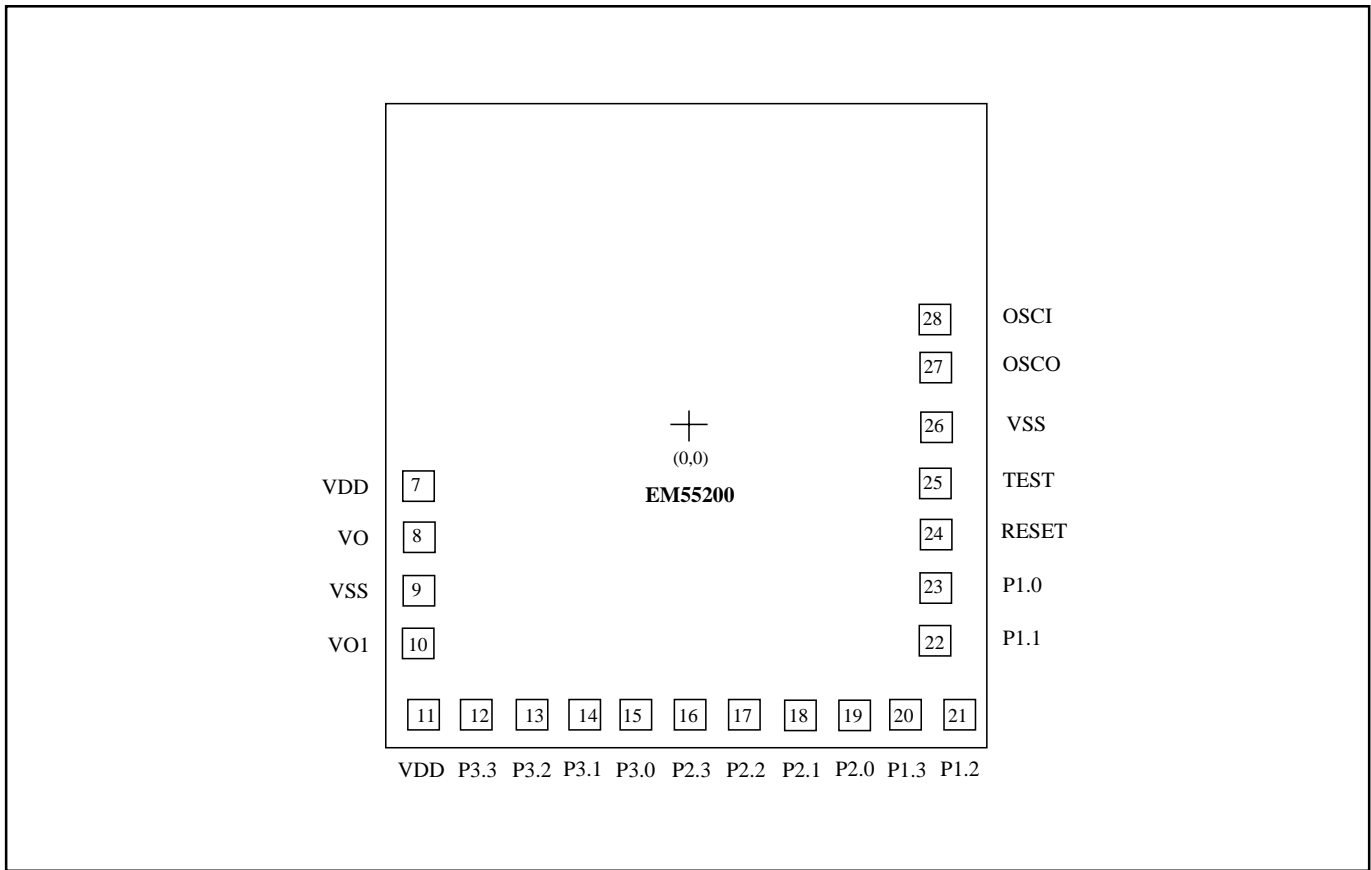 28 OSCI
27 OSCO
26 VSS
(0,0)
VDD 7
EM55200
25 TEST
VO 8
24 RESET
VSS 9
23 P1.0
VO1 10
22 P1.1
11 12 13 14 15 16 17 18 19 20 21
VDD P3.3 P3.2 P3.1 P3.0 P2.3 P2.2 P2.1 P2.0 P1.3 P1.2